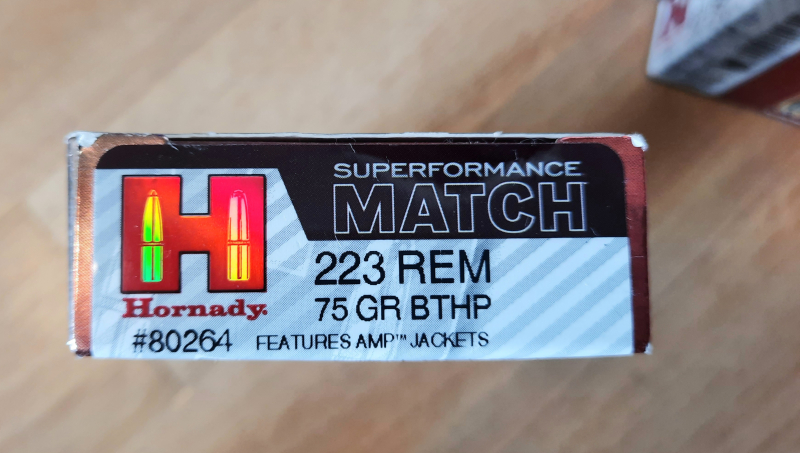 SUPERFORMANCE
MATCH
223 REM
75 GR BTHP
Hornady.
#80264 FEATURES AMP™ JACKETS